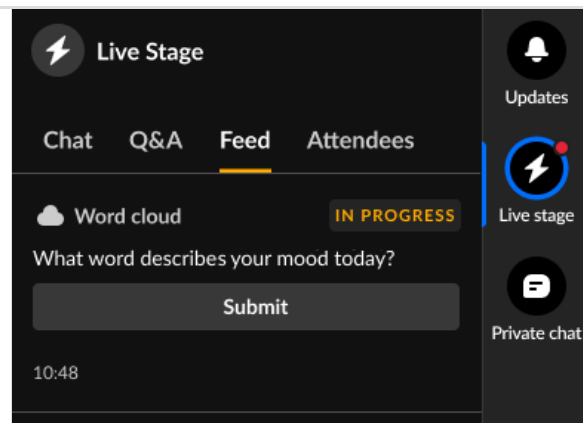 Live Stage
Chat Q&A Feed Attendees
Word cloud IN PROGRESS
What word describes your mood today?
Submit
10:48
Updates
Live stage
Private chat